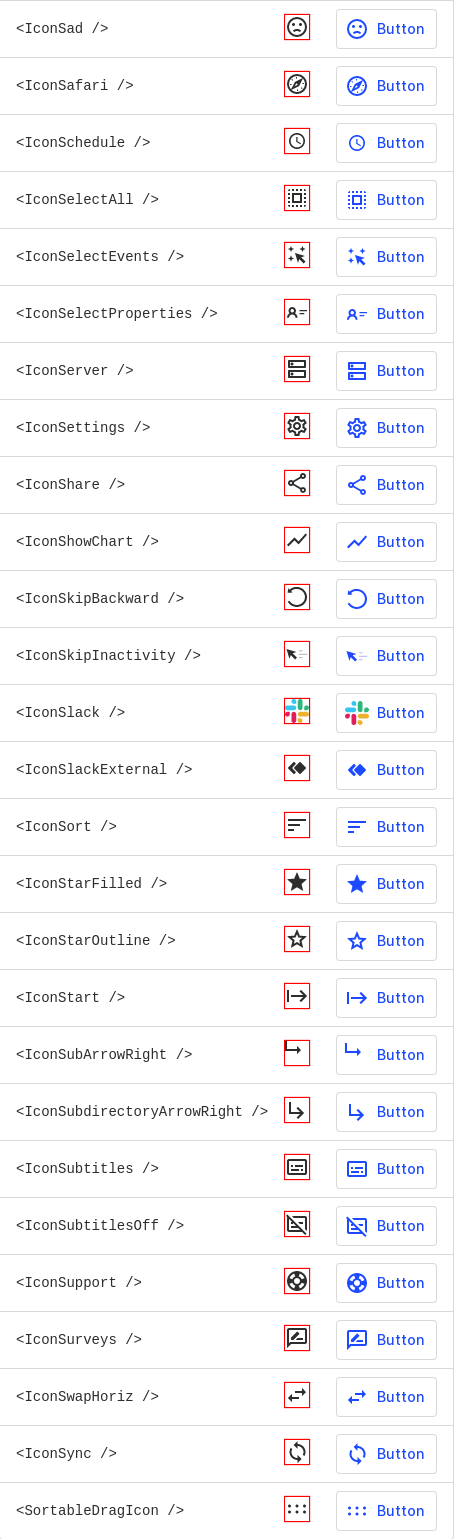 <IconSad /> Button
<IconSafari /> Button
<IconSchedule /> Button
<IconSelectAll /> Button
<IconSelectEvents /> Button
<IconSelectProperties /> Button
<IconServer /> Button
<IconSettings /> Button
<IconShare /> Button
<IconShowChart /> Button
<IconSkipBackward /> Button
<IconSkipInactivity /> Button
<IconSlack /> Button
<IconSlackExternal /> Button
<IconSort /> Button
<IconStarFilled /> Button
<IconStarOutline /> Button
<IconStart /> Button
<IconSubArrowRight /> Button
<IconSubdirectoryArrowRight /> Button
<IconSubtitles /> Button
<IconSubtitlesOff /> Button
<IconSupport /> Button
<IconSurveys /> Button
<IconSwapHoriz /> Button
<IconSync /> Button
<SortableDragIcon /> Button